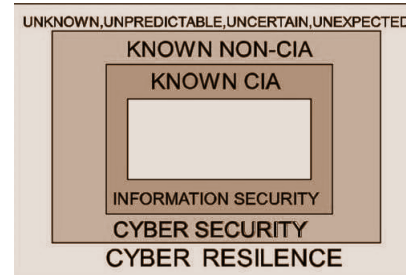 UNKNOWN,UNPREDICTABLE,UNCERTAIN,UNEXPECTED
KNOWN NON-CIA
KNOWN CIA
INFORMATION SECURITY
CYBER SECURITY
CYBER RESILENCE